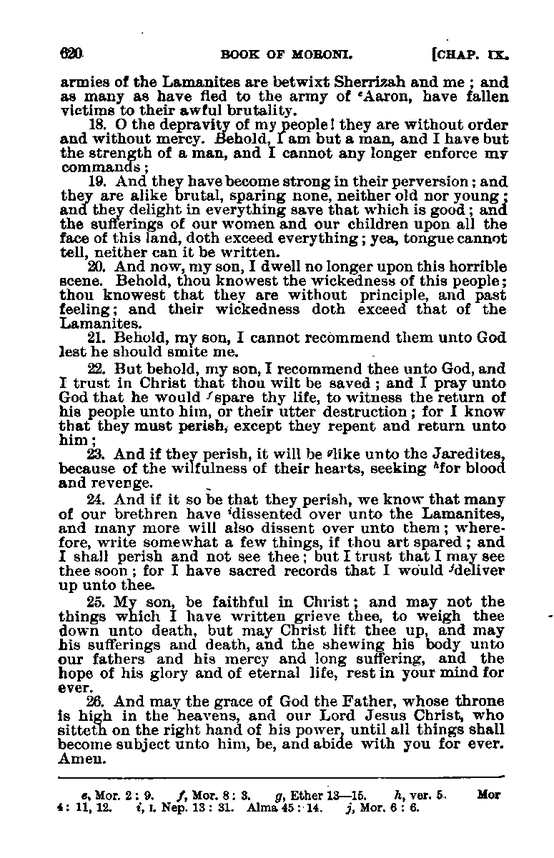 620 BOOK OF MORONI. [CHAP. IX.
armies of the Lamanites are betwixt Sherrizah and me ; and
as many as have fled to the army of ᵉAaron, have fallen
victims to their awful brutality.
18. O the depravity of my people! they are without order
and without mercy. Behold, I am but a man, and I have but
the strength of a man, and I cannot any longer enforce my
commands ;
19. And they have become strong in their perversion ; and
they are alike brutal, sparing none, neither old nor young ;
and they delight in everything save that which is good ; and
the sufferings of our women and our children upon all the
face of this land, doth exceed everything ; yea, tongue cannot
tell, neither can it be written.
20. And now, my son, I dwell no longer upon this horrible
scene. Behold, thou knowest the wickedness of this people;
thou knowest that they are without principle, and past
feeling; and their wickedness doth exceed that of the
Lamanites.
21. Behold, my son, I cannot recommend them unto God
lest he should smite me.
22. But behold, my son, I recommend thee unto God, and
I trust in Christ that thou wilt be saved ; and I pray unto
God that he would ᶠspare thy life, to witness the return of
his people unto him, or their utter destruction ; for I know
that they must perish, except they repent and return unto
him ;
23. And if they perish, it will be ᵍlike unto the Jaredites,
because of the wilfulness of their hearts, seeking ʰfor blood
and revenge.
24. And if it so be that they perish, we know that many
of our brethren have ⁱdissented over unto the Lamanites,
and many more will also dissent over unto them ; where-
fore, write somewhat a few things, if thou art spared ; and
I shall perish and not see thee ; but I trust that I may see
thee soon ; for I have sacred records that I would ʲdeliver
up unto thee.
25. My son, be faithful in Christ ; and may not the
things which I have written grieve thee, to weigh thee
down unto death, but may Christ lift thee up, and may
his sufferings and death, and the shewing his body unto
our fathers and his mercy and long suffering, and the
hope of his glory and of eternal life, rest in your mind for
ever.
26. And may the grace of God the Father, whose throne
is high in the heavens, and our Lord Jesus Christ, who
sitteth on the right hand of his power, until all things shall
become subject unto him, be, and abide with you for ever.
Amen.
e, Mor. 2 : 9. f, Mor. 8 : 3. g, Ether 13—15. h, ver. 5. Mor
4 : 11, 12. i, I. Nep. 13 : 31. Alma 45 : 14. j, Mor. 6 : 6.